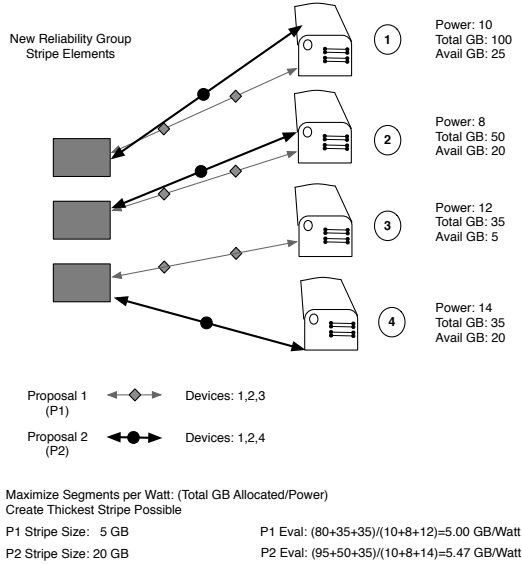 New Reliability Group
Stripe Elements
1
Power: 10
Total GB: 100
Avail GB: 25
2
Power: 8
Total GB: 50
Avail GB: 20
3
Power: 12
Total GB: 35
Avail GB: 5
4
Power: 14
Total GB: 35
Avail GB: 20
Proposal 1
(P1)
Devices: 1,2,3
Proposal 2
(P2)
Devices: 1,2,4
Maximize Segments per Watt: (Total GB Allocated/Power)
Create Thickest Stripe Possible
P1 Stripe Size: 5 GB
P1 Eval: (80+35+35)/(10+8+12)=5.00 GB/Watt
P2 Stripe Size: 20 GB
P2 Eval: (95+50+35)/(10+8+14)=5.47 GB/Watt